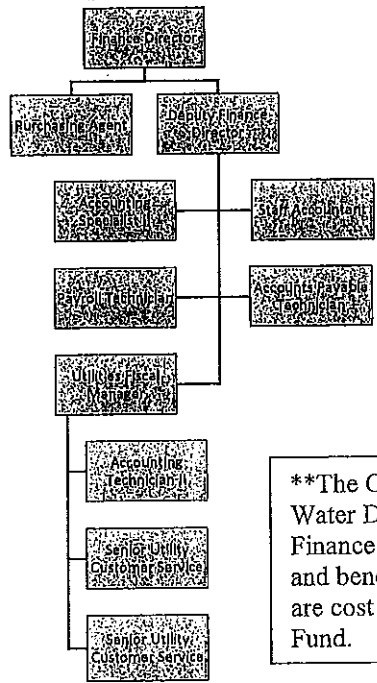 Finance Director
Purchasing Agent
Deputy Finance
Director
Accounting
Specialist II
Staff Accountant
Payroll Technician
Accounts Payable
Technician I
Utilities Fiscal
Manager
Accounting
Technician II
Senior Utility
Customer Service
Senior Utility
Customer Service
**The C
Water D
Finance
and bene
are cost
Fund.